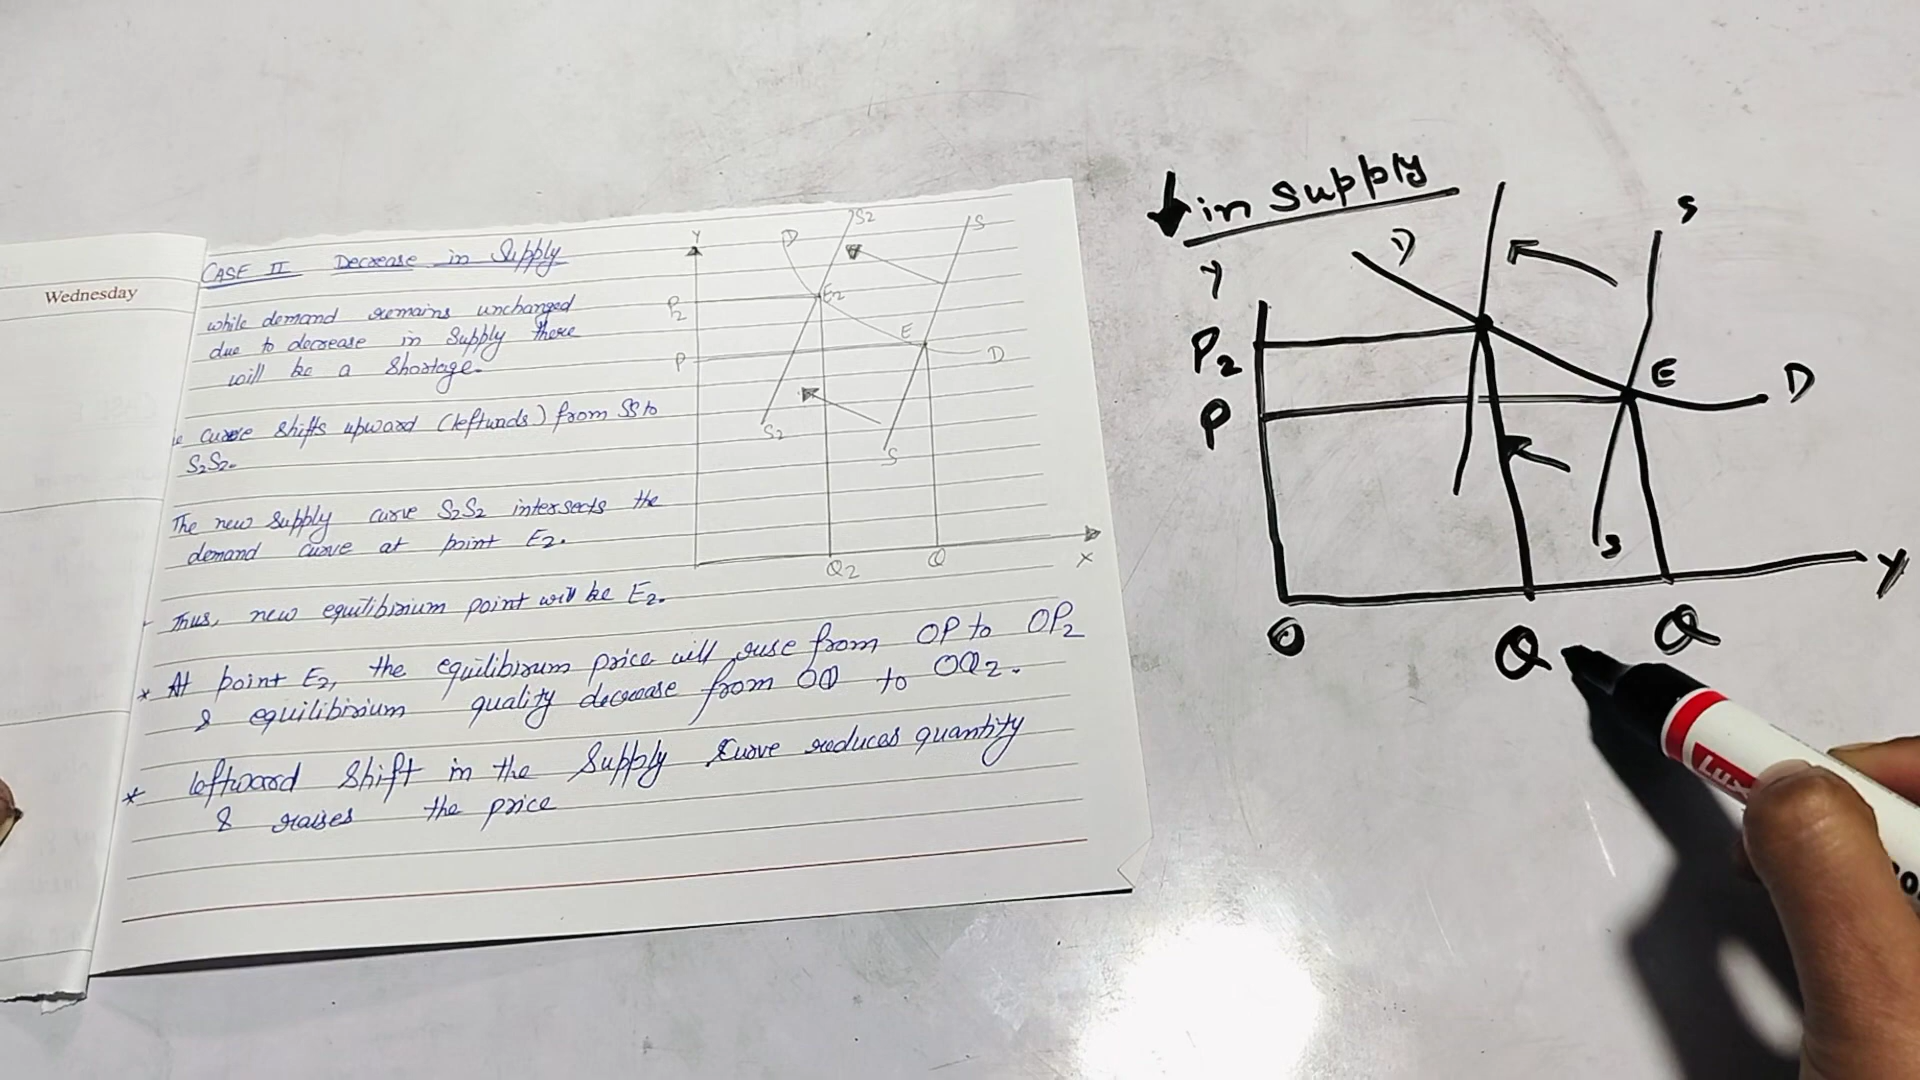 Wednesday
CASE II Decrease in Supply
while demand remains unchanged
due to decrease in Supply there
will be a Shortage.
curve shifts upward (leftwards) from SS to
S₂S₂.
The new supply curve S₂S₂ intersects the
demand curve at point E₂.
Thus, new equilibrium point will be E₂.
* At point E₂, the equilibrium price will rise from OP to OP₂
& equilibrium quality decrease from OQ to OQ₂.
* leftward Shift in the Supply Curve reduces quantity
& raises the price
Y
D
S₂
S
P₂
E₂
E
P
D
S₂
S
Q₂
Q
X
↓ in Supply
Y
D
S
P₂
E
D
P
S
Y
O
Q
Q
Lux